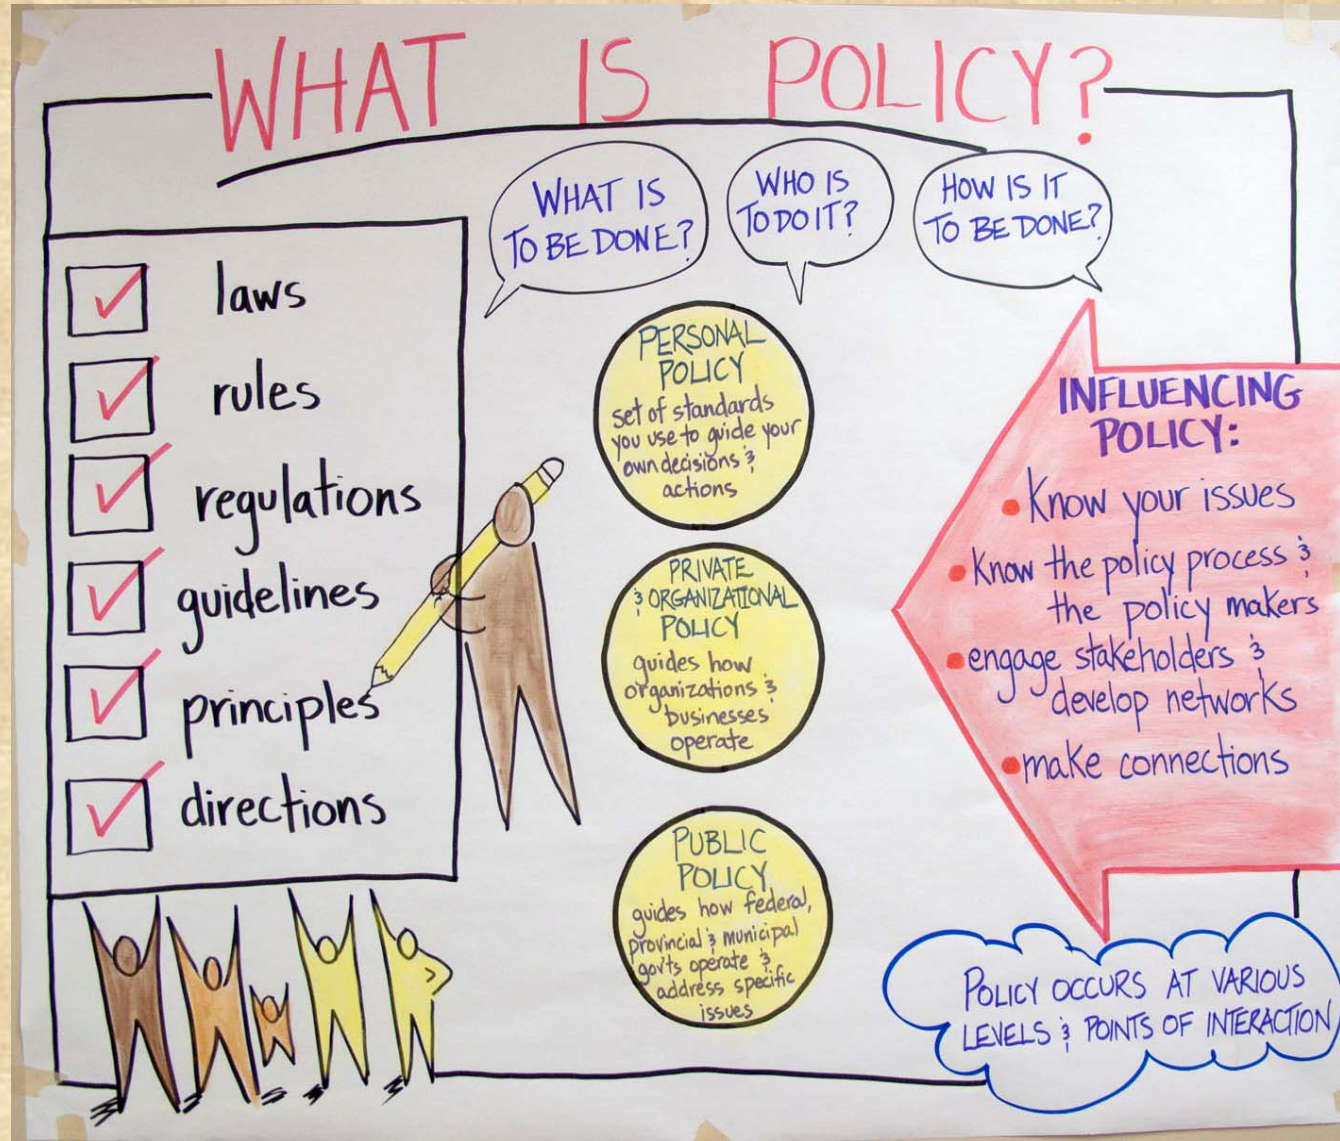 WHAT IS POLICY?
WHAT IS
TO BE DONE?
WHO IS
TO DO IT?
HOW IS IT
TO BE DONE?
laws
rules
regulations
guidelines
principles
directions
PERSONAL
POLICY
set of standards
you use to guide your
own decisions &
actions
PRIVATE
& ORGANIZATIONAL
POLICY
guides how
organizations &
businesses
operate
PUBLIC
POLICY
guides how federal,
provincial & municipal
gov'ts operate &
address specific
issues
INFLUENCING
POLICY:
• Know your issues
• Know the policy process &
the policy makers
• engage stakeholders &
develop networks
• make connections
POLICY OCCURS AT VARIOUS
LEVELS & POINTS OF INTERACTION